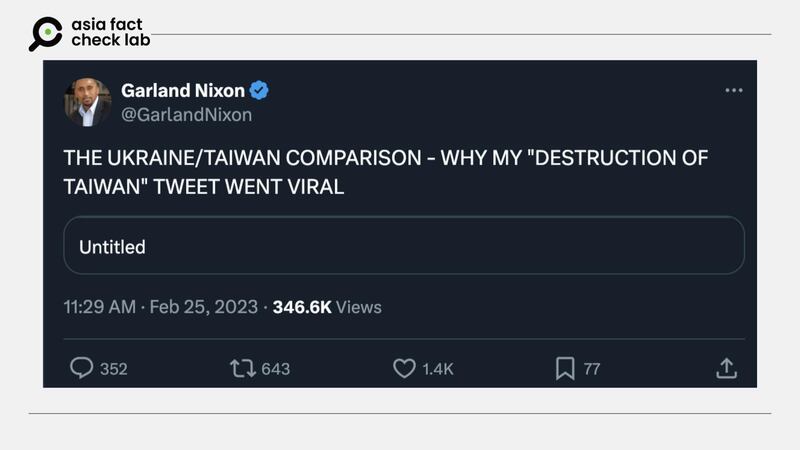 asia fact
check lab
Garland Nixon
@GarlandNixon
THE UKRAINE/TAIWAN COMPARISON - WHY MY "DESTRUCTION OF
TAIWAN" TWEET WENT VIRAL
Untitled
11:29 AM · Feb 25, 2023 · 346.6K Views
352 643 1.4K 77